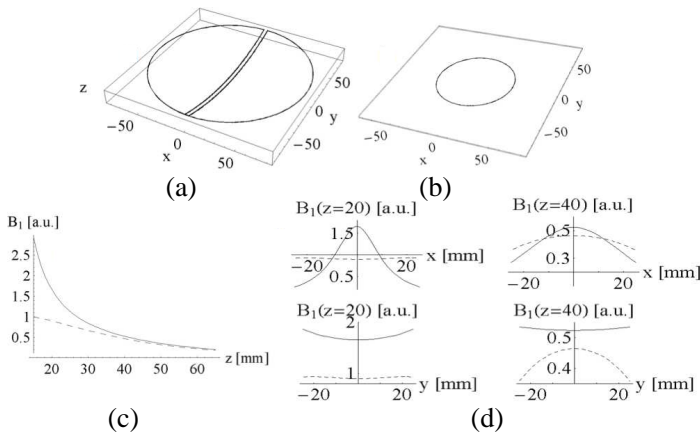 z
−50
0
x
50
50
0
y
−50
(a)
−50
0
x
50
50
0
y
−50
(b)
B1 [a.u.]
2.5
2
1.5
1
0.5
20 30 40 50 60 z [mm]
(c)
B1(z=20) [a.u.]
1.5
x [mm]
−20 20
0.5
B1(z=40) [a.u.]
0.5
x [mm]
0.3
−20 20
B1(z=20) [a.u.]
2
1
y [mm]
−20 20
B1(z=40) [a.u.]
0.5
0.4
y [mm]
−20 20
(d)